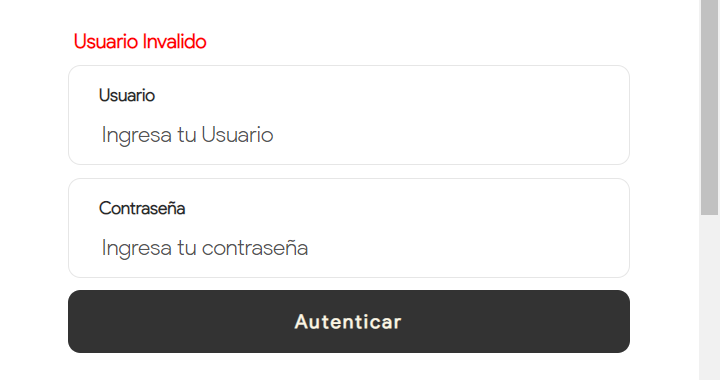 Usuario Invalido
Usuario
Ingresa tu Usuario
Contraseña
Ingresa tu contraseña
Autenticar